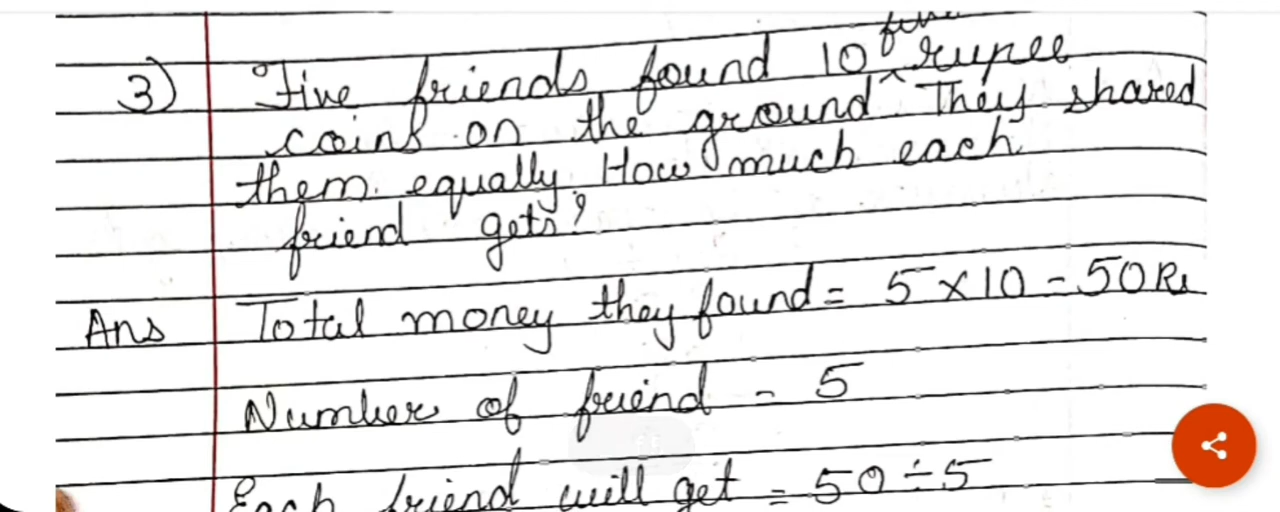 five
3) Five friends found 10 ^ rupee
coins on the ground. They shared
them equally. How much each
friend gets?
Ans Total money they found = 5 × 10 = 50 Rs
Number of friend = 5
Each friend will get = 50 ÷ 5